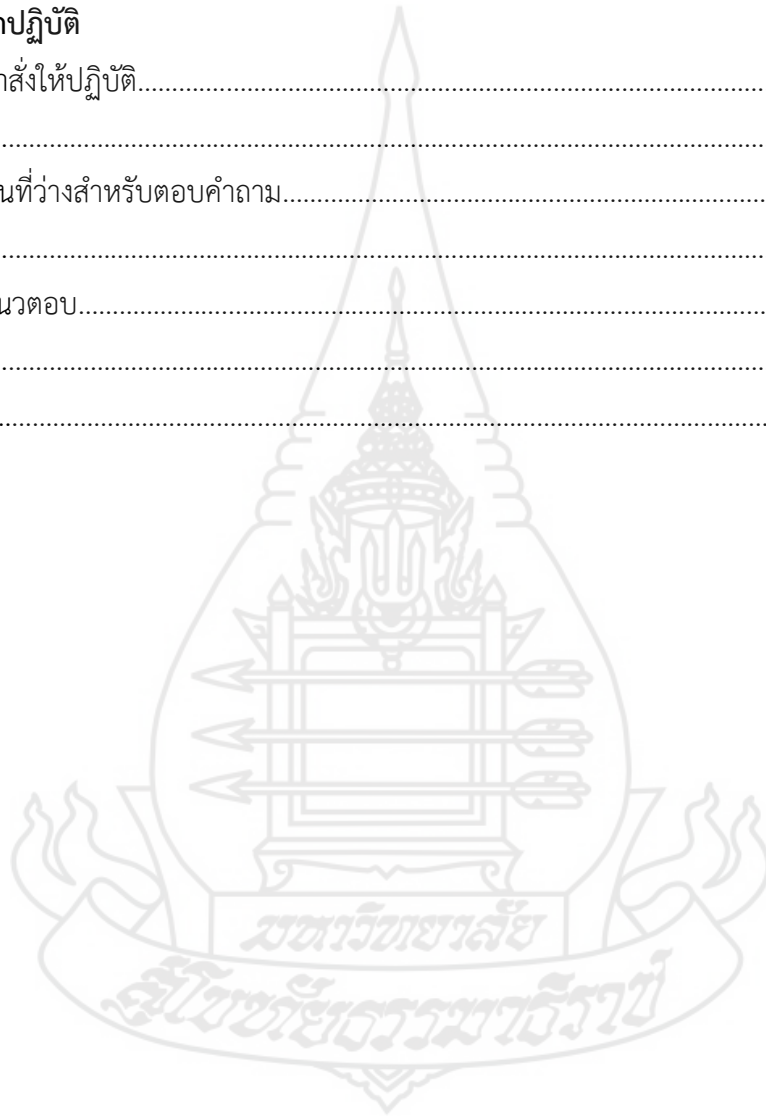 าปฏิบัติ
าสั่งให้ปฏิบัติ................................................................................
................................................................................
นที่ว่างสำหรับตอบคำถาม................................................................................
................................................................................
นวตอบ................................................................................
................................................................................
................................................................................
มหาวิทยาลัย
สุโขทัยธรรมาธิราช